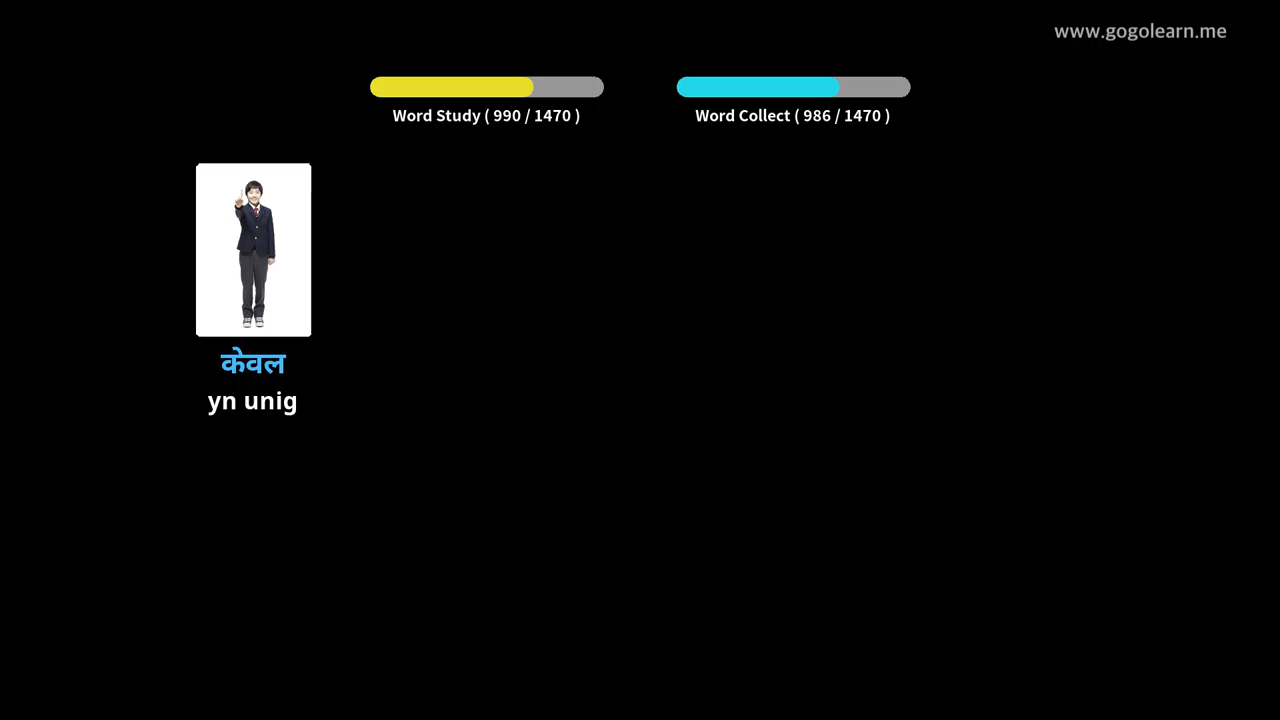 www.gogolearn.me
Word Study ( 990 / 1470 )
Word Collect ( 986 / 1470 )
केवल
yn unig